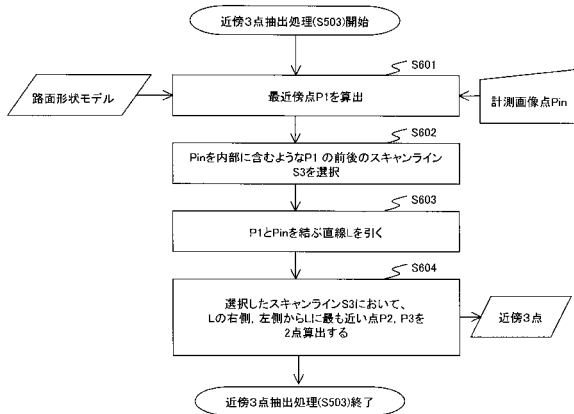 近傍3点抽出処理(S503)開始
S601
路面形状モデル
最近傍点P1を算出
計測画像点Pin
S602
Pinを内部に含むようなP1 の前後のスキャンライン
S3を選択
S603
P1とPinを結ぶ直線Lを引く
S604
選択したスキャンラインS3において、
Lの右側, 左側からLに最も近い点P2, P3を
2点算出する
近傍3点
近傍3点抽出処理(S503)終了